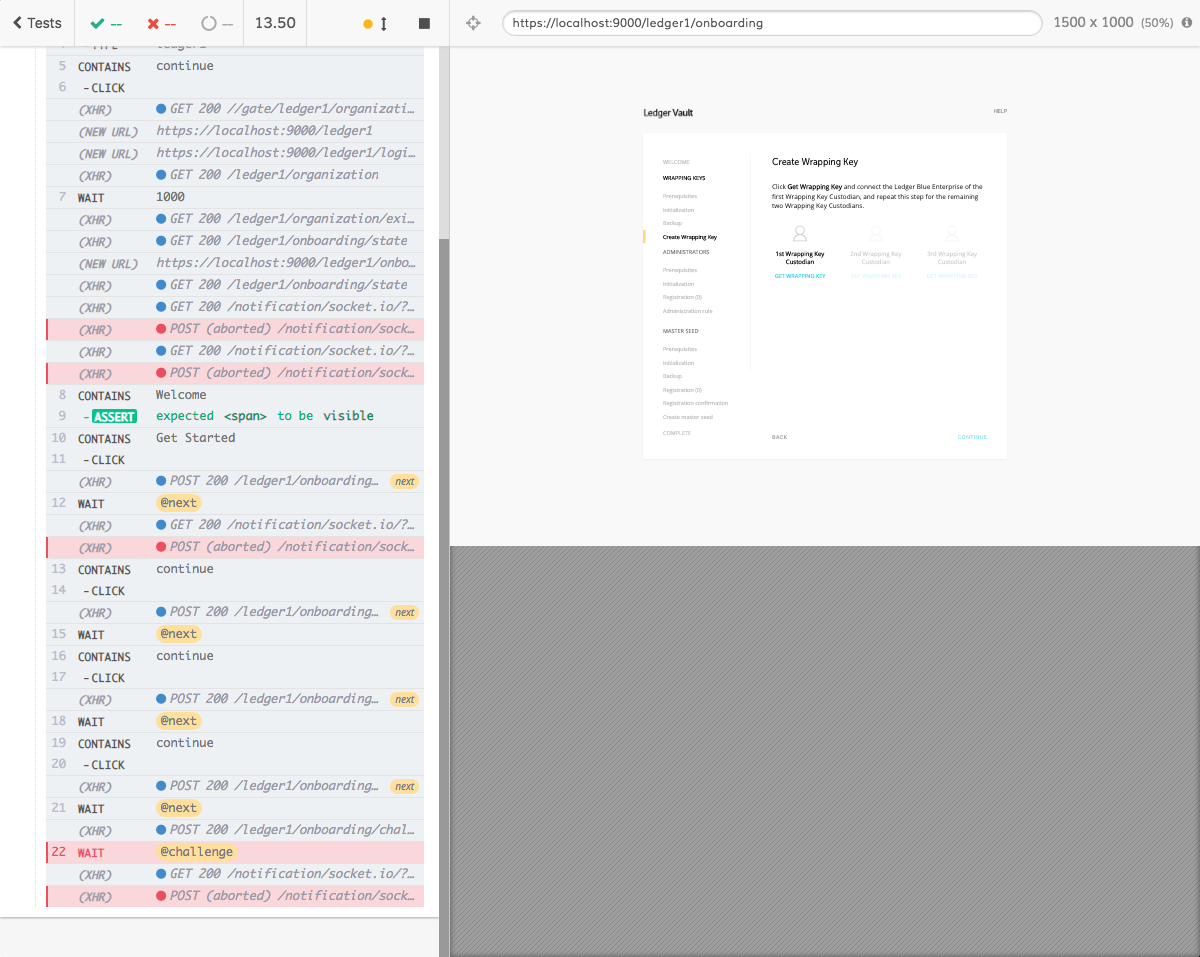 Tests
--
--
--
13.50
https://localhost:9000/ledger1/onboarding
1500 x 1000 (50%)
5 CONTAINS continue
6 - CLICK
(XHR) GET 200 //gate/ledger1/organizati...
(NEW URL) https://localhost:9000/ledger1
(NEW URL) https://localhost:9000/ledger1/logi...
(XHR) GET 200 /ledger1/organization
7 WAIT 1000
(XHR) GET 200 /ledger1/organization/exi...
(XHR) GET 200 /ledger1/onboarding/state
(NEW URL) https://localhost:9000/ledger1/onbo...
(XHR) GET 200 /ledger1/onboarding/state
(XHR) GET 200 /notification/socket.io/?...
(XHR) POST (aborted) /notification/sock...
(XHR) GET 200 /notification/socket.io/?...
(XHR) POST (aborted) /notification/sock...
8 CONTAINS Welcome
9 - ASSERT expected <span> to be visible
10 CONTAINS Get Started
11 - CLICK
(XHR) POST 200 /ledger1/onboarding... next
12 WAIT @next
(XHR) GET 200 /notification/socket.io/?...
(XHR) POST (aborted) /notification/sock...
13 CONTAINS continue
14 - CLICK
(XHR) POST 200 /ledger1/onboarding... next
15 WAIT @next
16 CONTAINS continue
17 - CLICK
(XHR) POST 200 /ledger1/onboarding... next
18 WAIT @next
19 CONTAINS continue
20 - CLICK
(XHR) POST 200 /ledger1/onboarding... next
21 WAIT @next
(XHR) POST 200 /ledger1/onboarding/chal...
22 WAIT @challenge
(XHR) GET 200 /notification/socket.io/?...
(XHR) POST (aborted) /notification/sock...
Ledger Vault
HELP
WELCOME
WRAPPING KEYS
Prerequisites
Initialization
Backup
Create Wrapping Key
ADMINISTRATORS
Prerequisites
Initialization
Registration (0)
Administration rule
MASTER SEED
Prerequisites
Initialization
Backup
Registration (0)
Registration confirmation
Create master seed
COMPLETE
Create Wrapping Key
Click Get Wrapping Key and connect the Ledger Blue Enterprise of the
first Wrapping Key Custodian, and repeat this step for the remaining
two Wrapping Key Custodians.
1st Wrapping Key
Custodian
GET WRAPPING KEY
2nd Wrapping Key
Custodian
GET WRAPPING KEY
3rd Wrapping Key
Custodian
GET WRAPPING KEY
BACK
CONTINUE